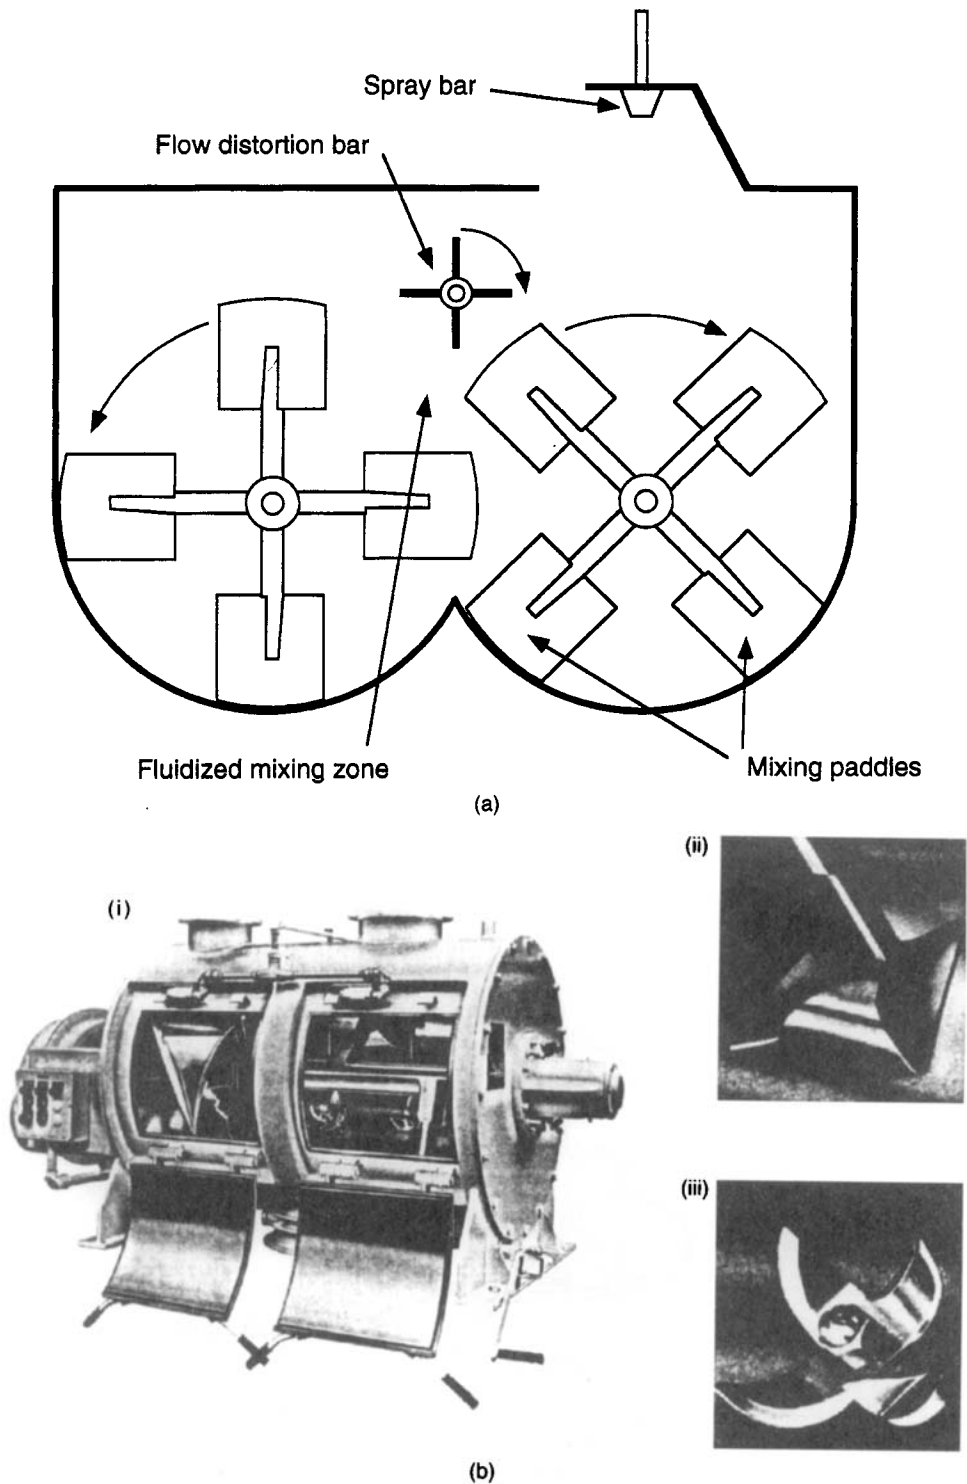 Spray bar
Flow distortion bar
Fluidized mixing zone
Mixing paddles
(a)
(i)
(ii)
(iii)
(b)